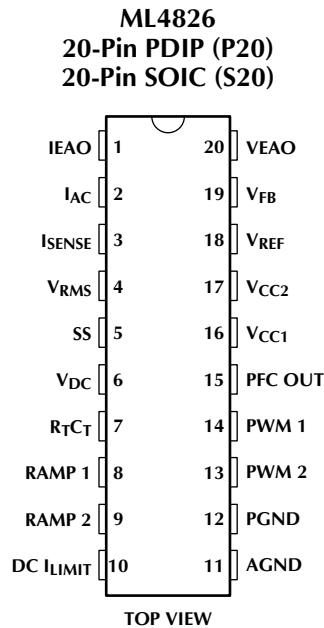 ML4826
20-Pin PDIP (P20)
20-Pin SOIC (S20)
IEAO 1 20 VEAO
IAC 2 19 VFB
ISENSE 3 18 VREF
VRMS 4 17 VCC2
SS 5 16 VCC1
VDC 6 15 PFC OUT
RTCT 7 14 PWM 1
RAMP 1 8 13 PWM 2
RAMP 2 9 12 PGND
DC ILIMIT 10 11 AGND
TOP VIEW